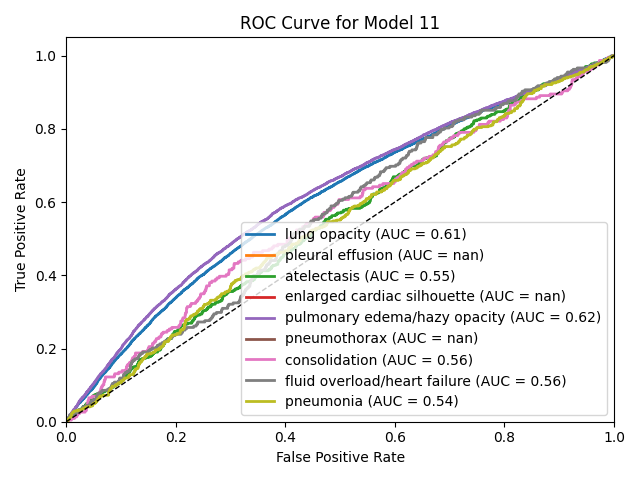 ROC Curve for Model 11
True Positive Rate
1.0
0.8
0.6
0.4
0.2
0.0
lung opacity (AUC = 0.61)
pleural effusion (AUC = nan)
atelectasis (AUC = 0.55)
enlarged cardiac silhouette (AUC = nan)
pulmonary edema/hazy opacity (AUC = 0.62)
pneumothorax (AUC = nan)
consolidation (AUC = 0.56)
fluid overload/heart failure (AUC = 0.56)
pneumonia (AUC = 0.54)
0.0 0.2 0.4 0.6 0.8 1.0
False Positive Rate